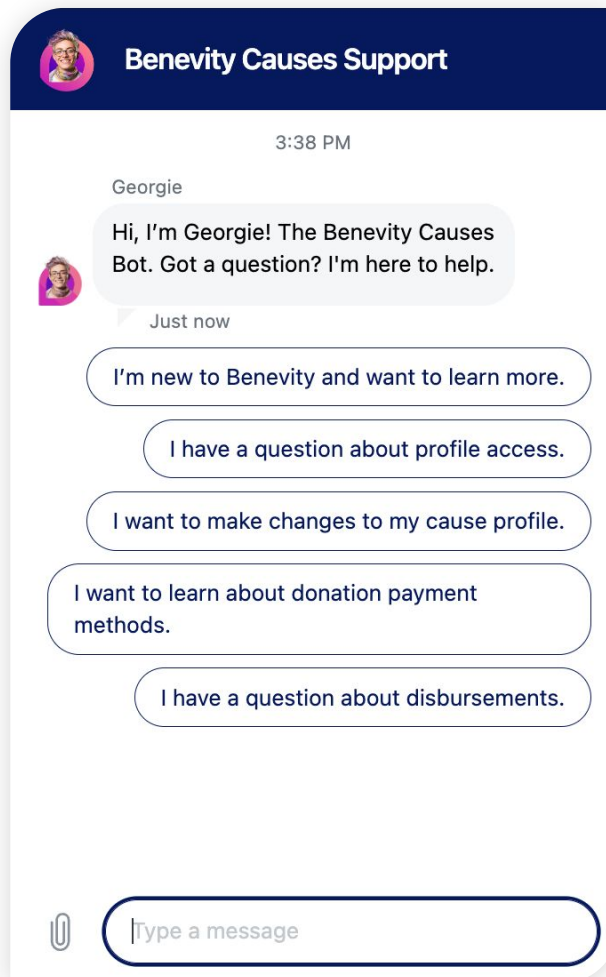 Benevity Causes Support
3:38 PM
Georgie
Hi, I’m Georgie! The Benevity Causes
Bot. Got a question? I'm here to help.
Just now
I’m new to Benevity and want to learn more.
I have a question about profile access.
I want to make changes to my cause profile.
I want to learn about donation payment
methods.
I have a question about disbursements.
Type a message